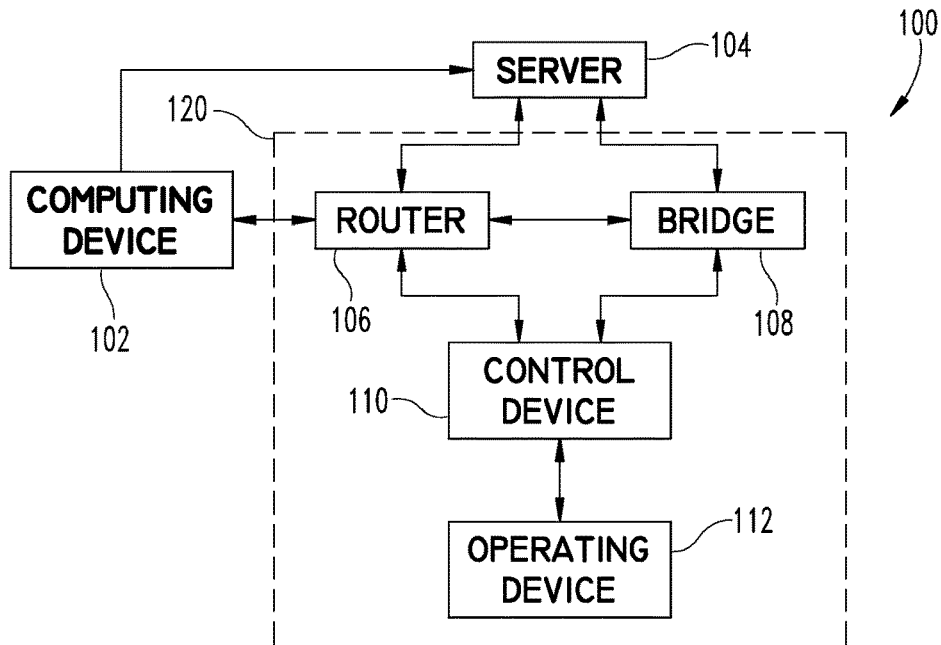 100
104
SERVER
120
COMPUTING
DEVICE
102
ROUTER
106
BRIDGE
108
CONTROL
DEVICE
110
OPERATING
DEVICE
112